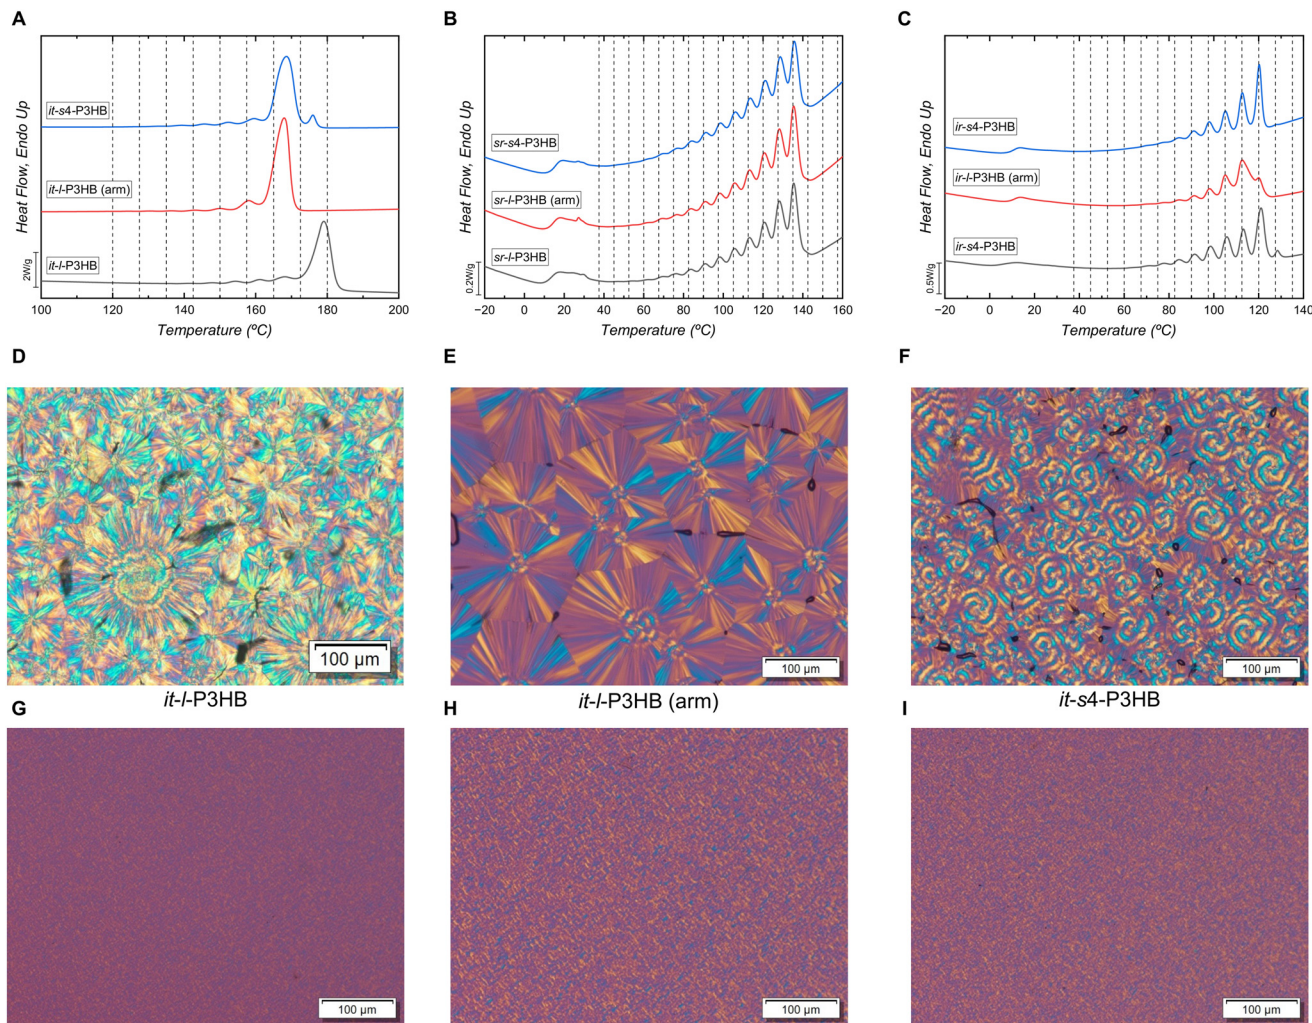 A
Heat Flow, Endo Up
it-s4-P3HB
it-l-P3HB (arm)
it-l-P3HB
2W/g
100 120 140 160 180 200
Temperature (ºC)
B
Heat Flow, Endo Up
sr-s4-P3HB
sr-l-P3HB (arm)
sr-l-P3HB
0.2W/g
−20 0 20 40 60 80 100 120 140 160
Temperature (ºC)
C
Heat Flow, Endo Up
ir-s4-P3HB
ir-l-P3HB (arm)
ir-s4-P3HB
0.5W/g
−20 0 20 40 60 80 100 120 140
Temperature (ºC)
D
100 µm
it-l-P3HB
E
100 µm
it-l-P3HB (arm)
F
100 µm
it-s4-P3HB
G
100 µm
H
100 µm
I
100 µm